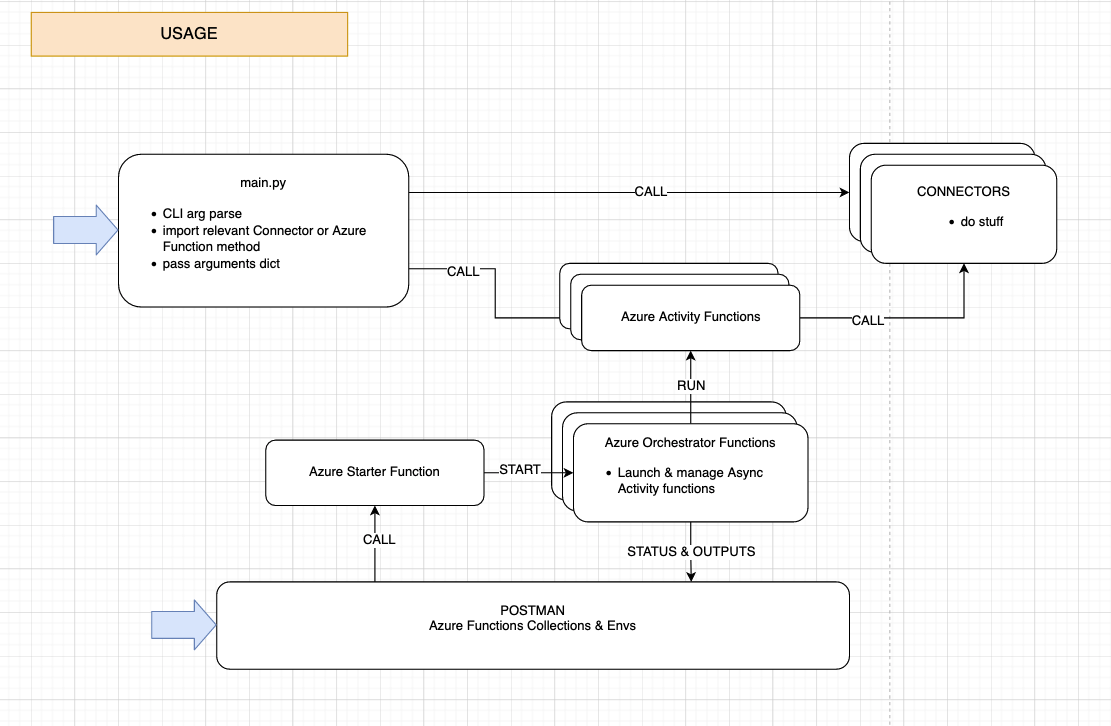 USAGE
main.py
• CLI arg parse
• import relevant Connector or Azure
Function method
• pass arguments dict
CALL
CONNECTORS
• do stuff
CALL
Azure Activity Functions
CALL
RUN
Azure Orchestrator Functions
• Launch & manage Async
Activity functions
Azure Starter Function
START
CALL
STATUS & OUTPUTS
POSTMAN
Azure Functions Collections & Envs